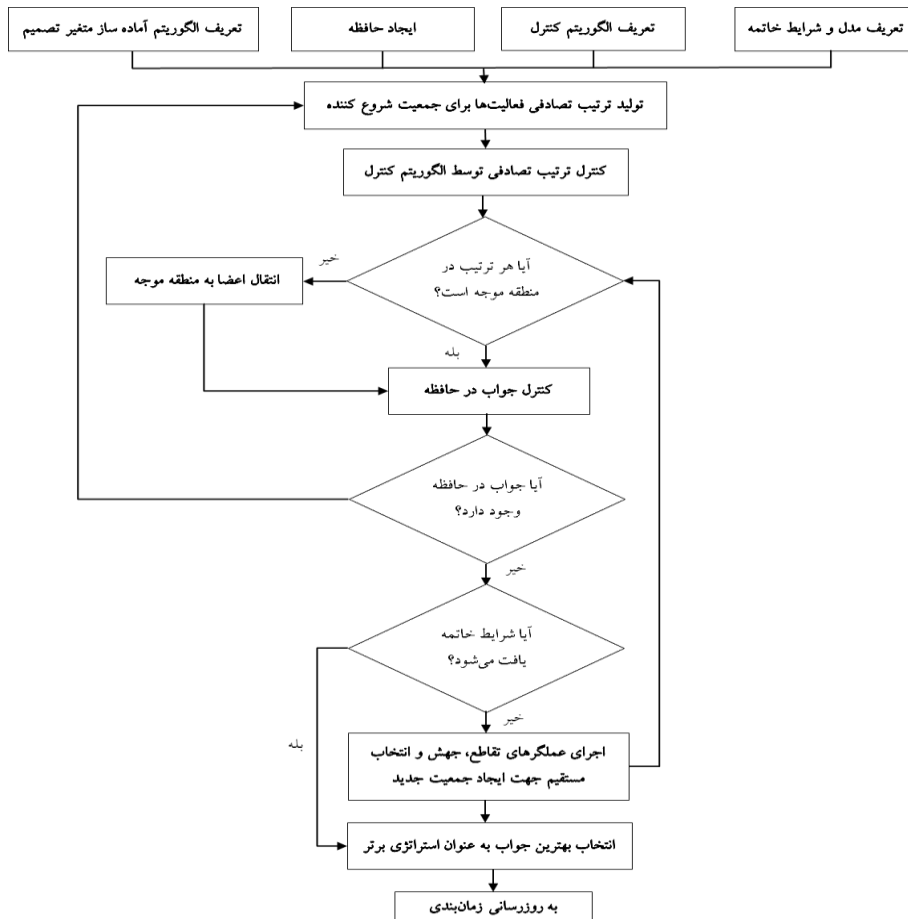 تعریف مدل و شرایط خاتمه
تعریف الگوریتم کنترل
ایجاد حافظه
تعریف الگوریتم آماده ساز متغیر تصمیم
تولید ترتیب تصادفی فعالیت‌ها برای جمعیت شروع کننده
کنترل ترتیب تصادفی توسط الگوریتم کنترل
آیا هر ترتیب در
منطقه موجه است؟
خیر
انتقال اعضا به منطقه موجه
بله
کنترل جواب در حافظه
آیا جواب در حافظه
وجود دارد؟
خیر
آیا شرایط خاتمه
یافت می‌شود؟
خیر
بله
اجرای عملگرهای تقاطع، جهش و انتخاب
مستقیم جهت ایجاد جمعیت جدید
انتخاب بهترین جواب به عنوان استراتژی برتر
به روزرسانی زمان‌بندی